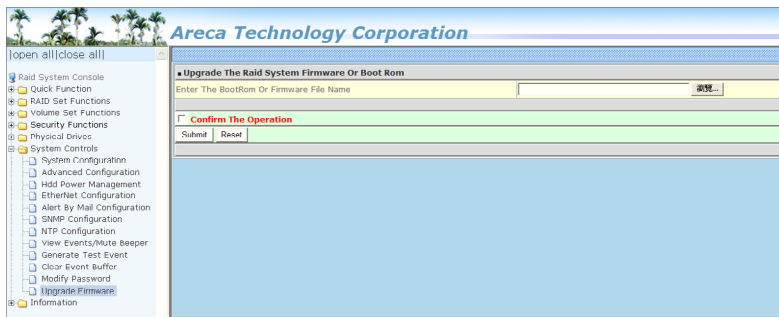 Areca Technology Corporation
|open all|close all|
Raid System Console
Quick Function
RAID Set Functions
Volume Set Functions
Security Functions
Physical Drives
System Controls
System Configuration
Advanced Configuration
Hdd Power Management
EtherNet Configuration
Alert By Mail Configuration
SNMP Configuration
NTP Configuration
View Events/Mute Beeper
Generate Test Event
Clear Event Buffer
Modify Password
Upgrade Firmware
Information
Upgrade The Raid System Firmware Or Boot Rom
Enter The BootRom Or Firmware File Name
瀏覽...
Confirm The Operation
Submit Reset